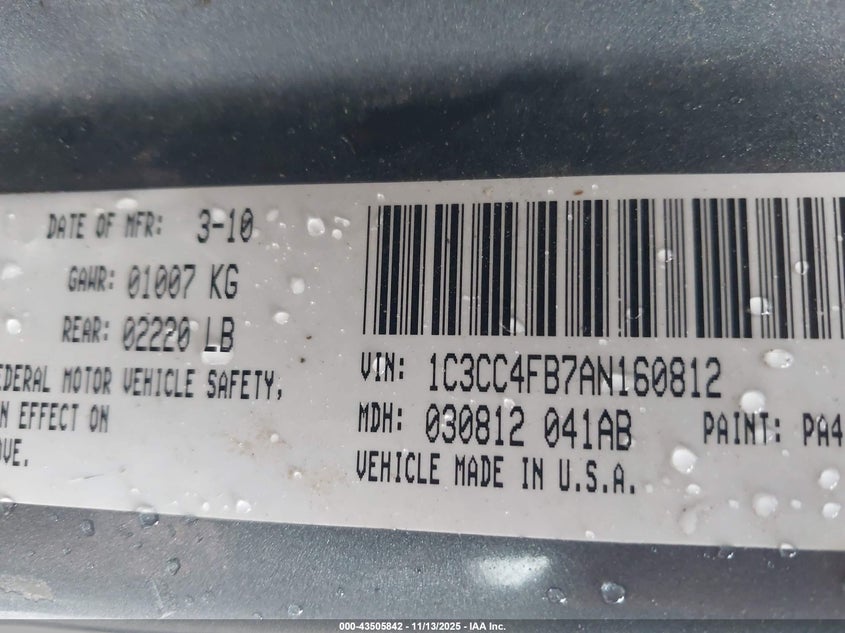 DATE OF MFR: 3-10
GAWR: 01007 KG
REAR: 02220 LB
EDERAL MOTOR VEHICLE SAFETY,
N EFFECT ON
OVE.
VIN: 1C3CC4FB7AN160812
MDH: 030812 041AB PAINT: PA4
VEHICLE MADE IN U.S.A.
000-43505842 - 11/13/2025 - IAA Inc.